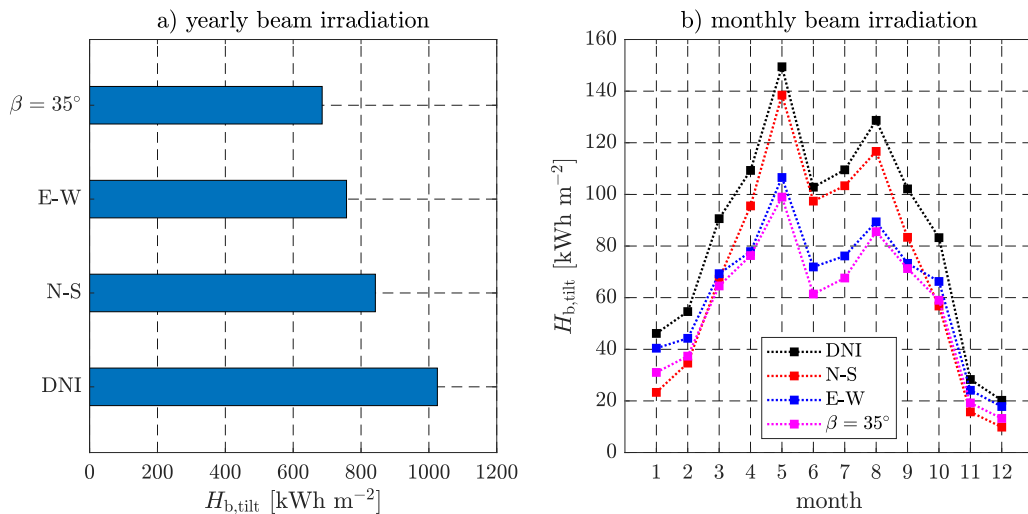 a) yearly beam irradiation
β = 35°
E-W
N-S
DNI
0 200 400 600 800 1000 1200
H_b,tilt [kWh m⁻²]
b) monthly beam irradiation
160
140
120
100
80
60
40
20
0
H_b,tilt [kWh m⁻²]
DNI
N-S
E-W
β = 35°
1 2 3 4 5 6 7 8 9 10 11 12
month